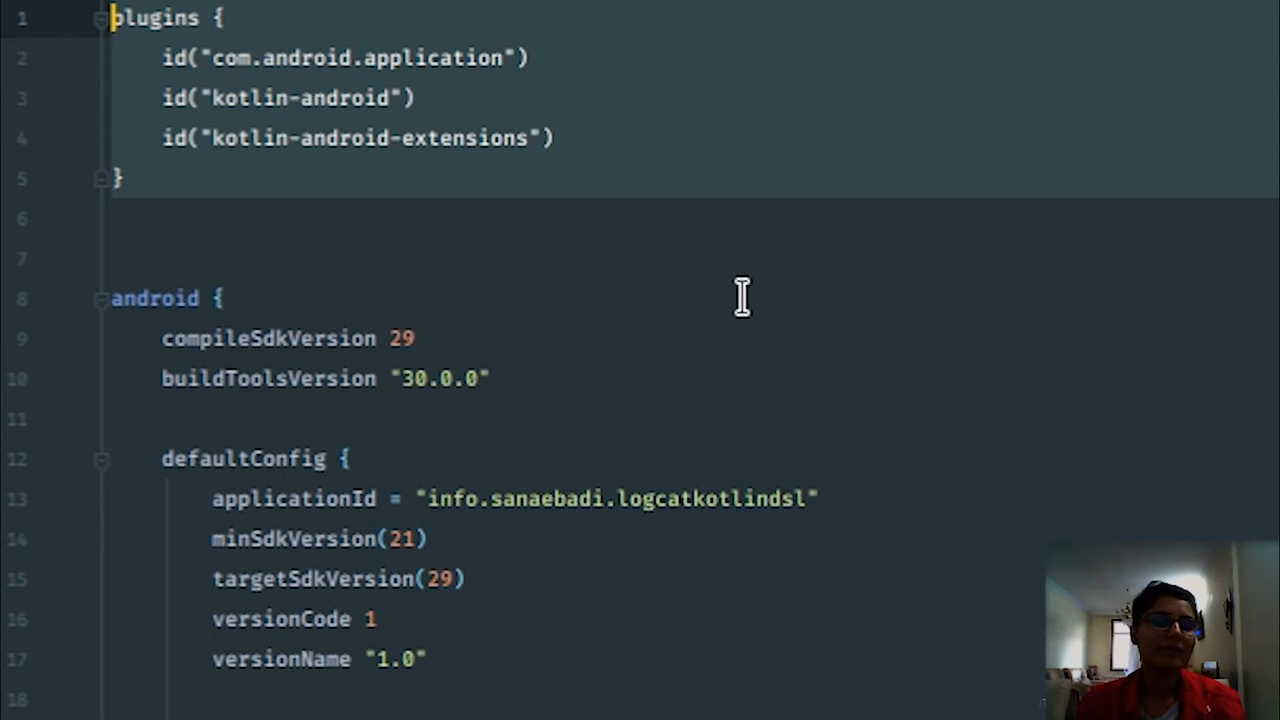 1 plugins {
2 id("com.android.application")
3 id("kotlin-android")
4 id("kotlin-android-extensions")
5 }
6
7
8 android {
9 compileSdkVersion 29
10 buildToolsVersion "30.0.0"
11
12 defaultConfig {
13 applicationId = "info.sanaebadi.logcatkotlindsl"
14 minSdkVersion(21)
15 targetSdkVersion(29)
16 versionCode 1
17 versionName "1.0"
18